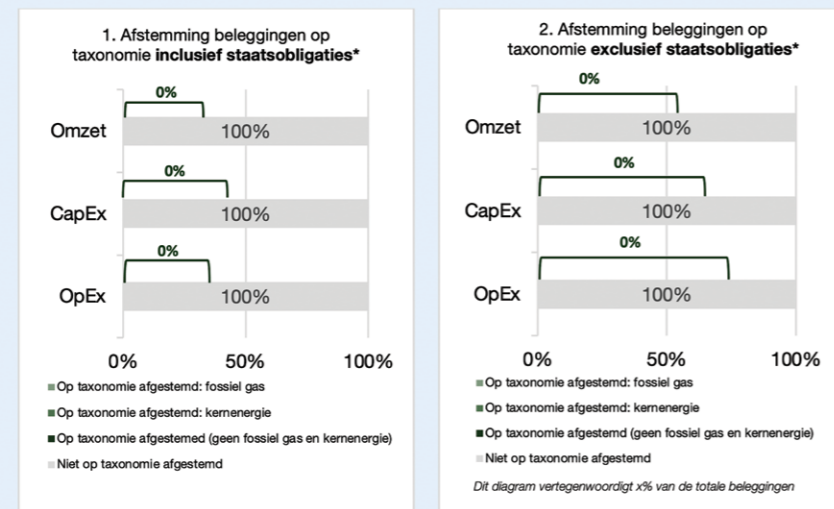 1. Afstemming beleggingen op
taxonomie inclusief staatsobligaties*
0%
Omzet
100%
0%
CapEx
100%
0%
OpEx
100%
0%
50%
100%
Op taxonomie afgestemd: fossiel gas
Op taxonomie afgestemd: kernenergie
Op taxonomie afgestemed (geen fossiel gas en kernenergie)
Niet op taxonomie afgestemd
2. Afstemming beleggingen op
taxonomie exclusief staatsobligaties*
0%
Omzet
100%
0%
CapEx
100%
0%
OpEx
100%
0%
50%
100%
Op taxonomie afgestemd: fossiel gas
Op taxonomie afgestemd: kernenergie
Op taxonomie afgestemd (geen fossiel gas en kernenergie)
Niet op taxonomie afgestemd
Dit diagram vertegenwoordigt x% van de totale beleggingen